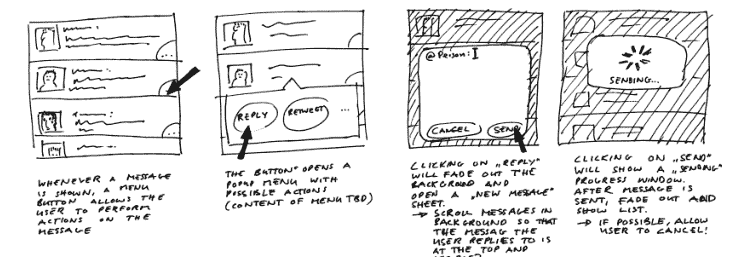 ...
...
REPLY
RETWEET
...
@Person:
CANCEL
SEND
SENDING...
WHENEVER A MESSAGE
IS SHOWN, A MENU
BUTTON ALLOWS THE
USER TO PERFORM
ACTIONS ON THE
MESSAGE
THE BUTTON" OPENS A
POPUP MENU WITH
POSSIBLE ACTIONS
(CONTENT OF MENU TBD)
CLICKING ON „REPLY"
WILL FADE OUT THE
BACKGROUND AND
OPEN A „NEW MESSAGE"
SHEET.
→ SCROLL MESSAGES IN
BACKGROUND SO THAT
THE MESSAG THE
USER REPLIES TO IS
AT THE TOP AND
CLICKING ON „SEND"
WILL SHOW A „SENDING"
PROGRESS WINDOW.
AFTER MESSAGE IS
SENT, FADE OUT AND
SHOW LIST.
→ IF POSSIBLE, ALLOW
USER TO CANCEL!